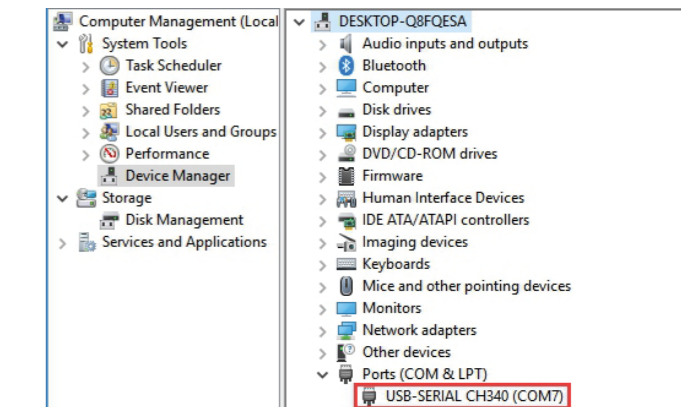 Computer Management (Local
System Tools
Task Scheduler
Event Viewer
Shared Folders
Local Users and Groups
Performance
Device Manager
Storage
Disk Management
Services and Applications
DESKTOP-Q8FQESA
Audio inputs and outputs
Bluetooth
Computer
Disk drives
Display adapters
DVD/CD-ROM drives
Firmware
Human Interface Devices
IDE ATA/ATAPI controllers
Imaging devices
Keyboards
Mice and other pointing devices
Monitors
Network adapters
Other devices
Ports (COM & LPT)
USB-SERIAL CH340 (COM7)